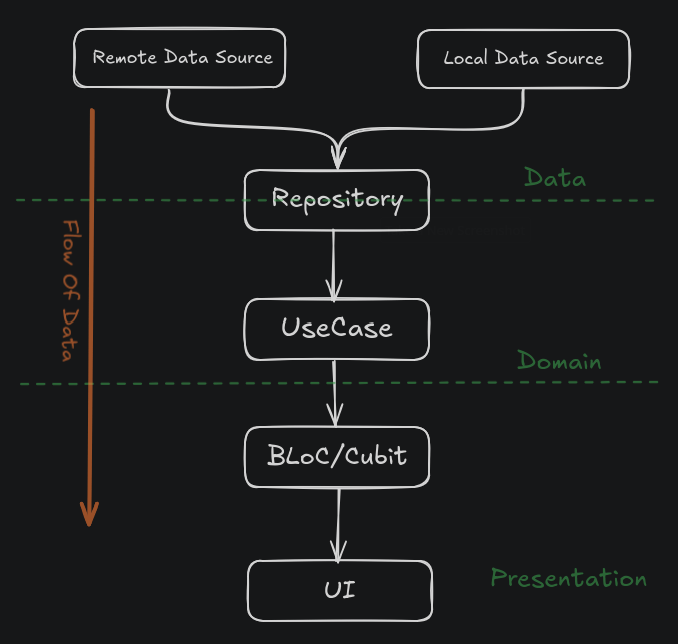 Remote Data Source
Local Data Source
Data
Repository
Flow Of Data
UseCase
Domain
BLoC/Cubit
Presentation
UI